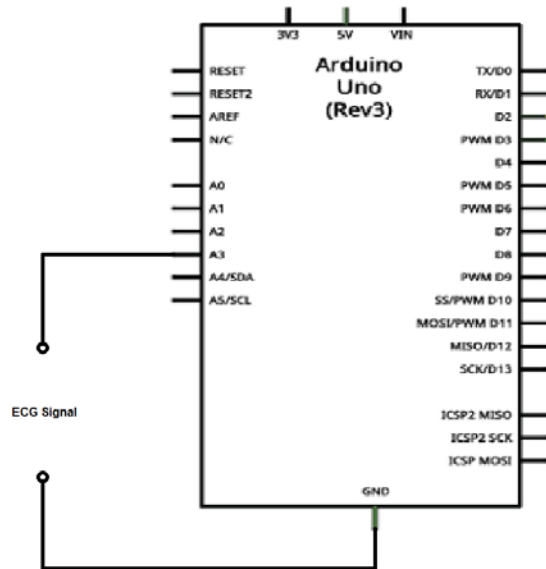 3V3 5V VIN
Arduino
Uno
(Rev3)
RESET
RESET2
AREF
N/C
A0
A1
A2
A3
A4/SDA
A5/SCL
TX/D0
RX/D1
D2
PWM D3
D4
PWM D5
PWM D6
D7
D8
PWM D9
SS/PWM D10
MOSI/PWM D11
MISO/D12
SCK/D13
ICSP2 MISO
ICSP2 SCK
ICSP MOSI
GND
ECG Signal